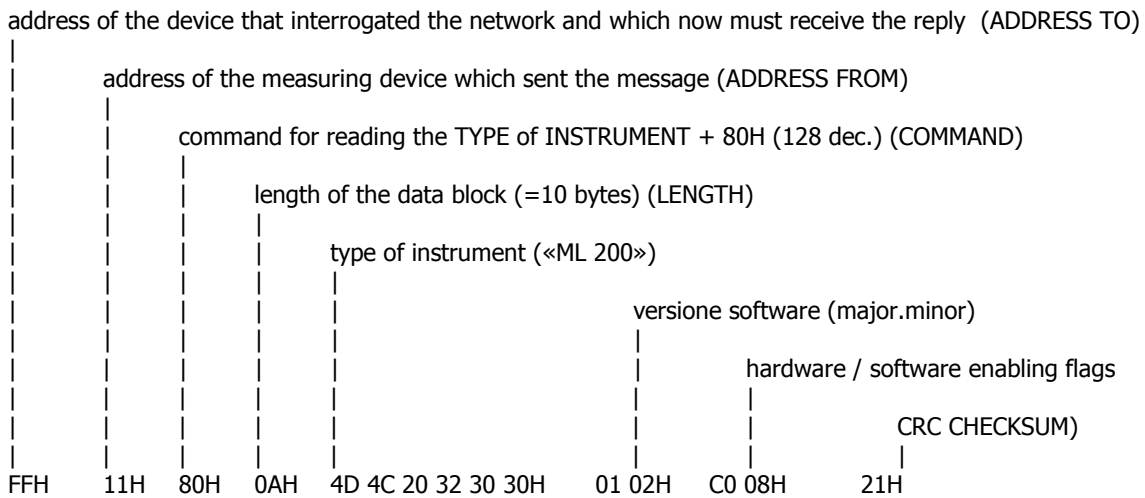 address of the device that interrogated the network and which now must receive the reply (ADDRESS TO)
address of the measuring device which sent the message (ADDRESS FROM)
command for reading the TYPE of INSTRUMENT + 80H (128 dec.) (COMMAND)
length of the data block (=10 bytes) (LENGTH)
type of instrument («ML 200»)
versione software (major.minor)
hardware / software enabling flags
CRC CHECKSUM)
FFH 11H 80H 0AH 4D 4C 20 32 30 30H 01 02H C0 08H 21H